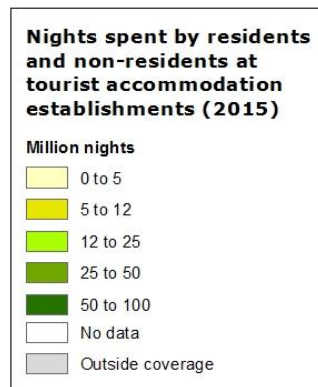 Nights spent by residents
and non-residents at
tourist accommodation
establishments (2015)
Million nights
0 to 5
5 to 12
12 to 25
25 to 50
50 to 100
No data
Outside coverage